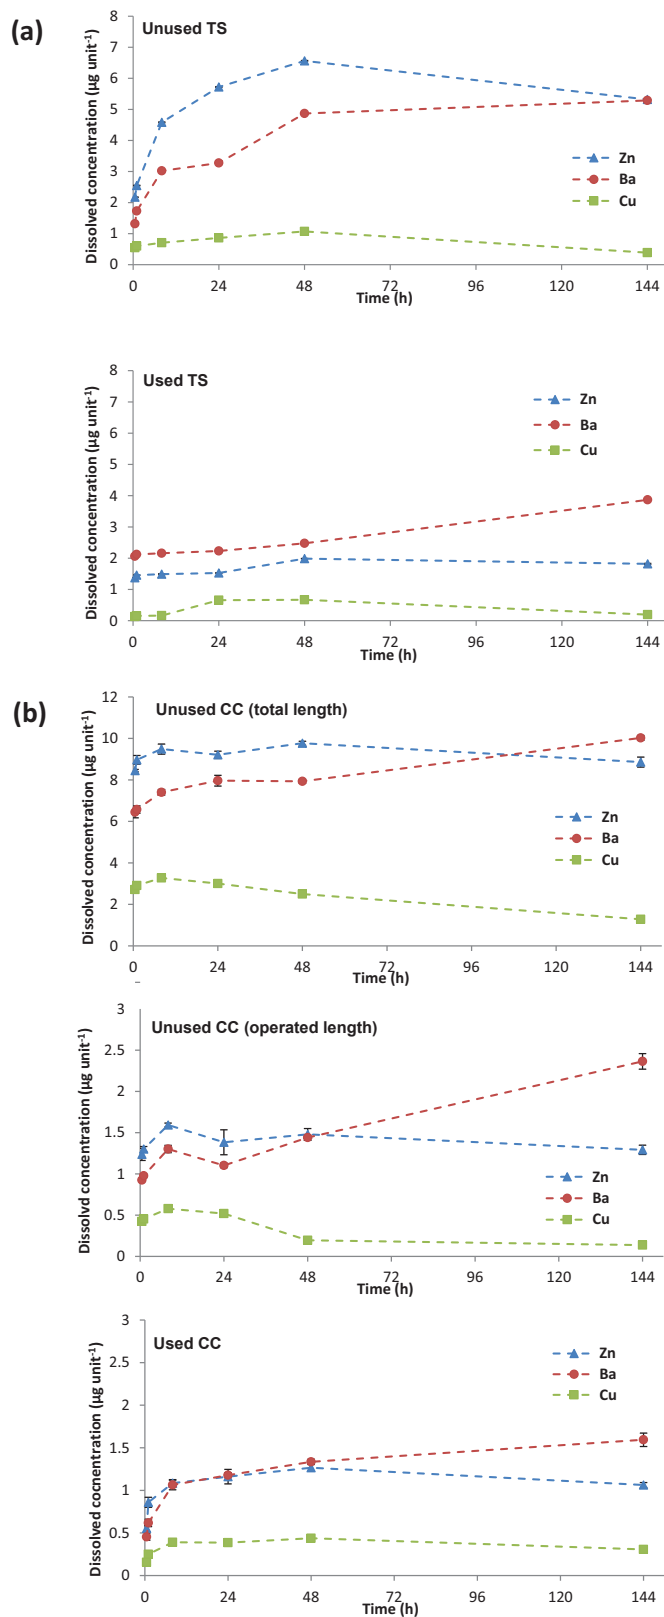 (a)
Unused TS
Dissolved concentration (µg unit⁻¹)
8
7
6
5
4
3
2
1
0
Zn
Ba
Cu
0 24 48 72 96 120 144
Time (h)
Used TS
Dissolved concentration (µg unit⁻¹)
8
7
6
5
4
3
2
1
0
Zn
Ba
Cu
0 24 48 72 96 120 144
Time (h)
(b)
Unused CC (total length)
Dissolved concentration (µg unit⁻¹)
12
10
8
6
4
2
0
Zn
Ba
Cu
0 24 48 72 96 120 144
Time (h)
Unused CC (operated length)
Dissolvd concentration (µg unit⁻¹)
3
2.5
2
1.5
1
0.5
0
Zn
Ba
Cu
0 24 48 72 96 120 144
Time (h)
Used CC
Dissolved cocnentration (µg unit⁻¹)
3
2.5
2
1.5
1
0.5
0
Zn
Ba
Cu
0 24 48 72 96 120 144
Time (h)